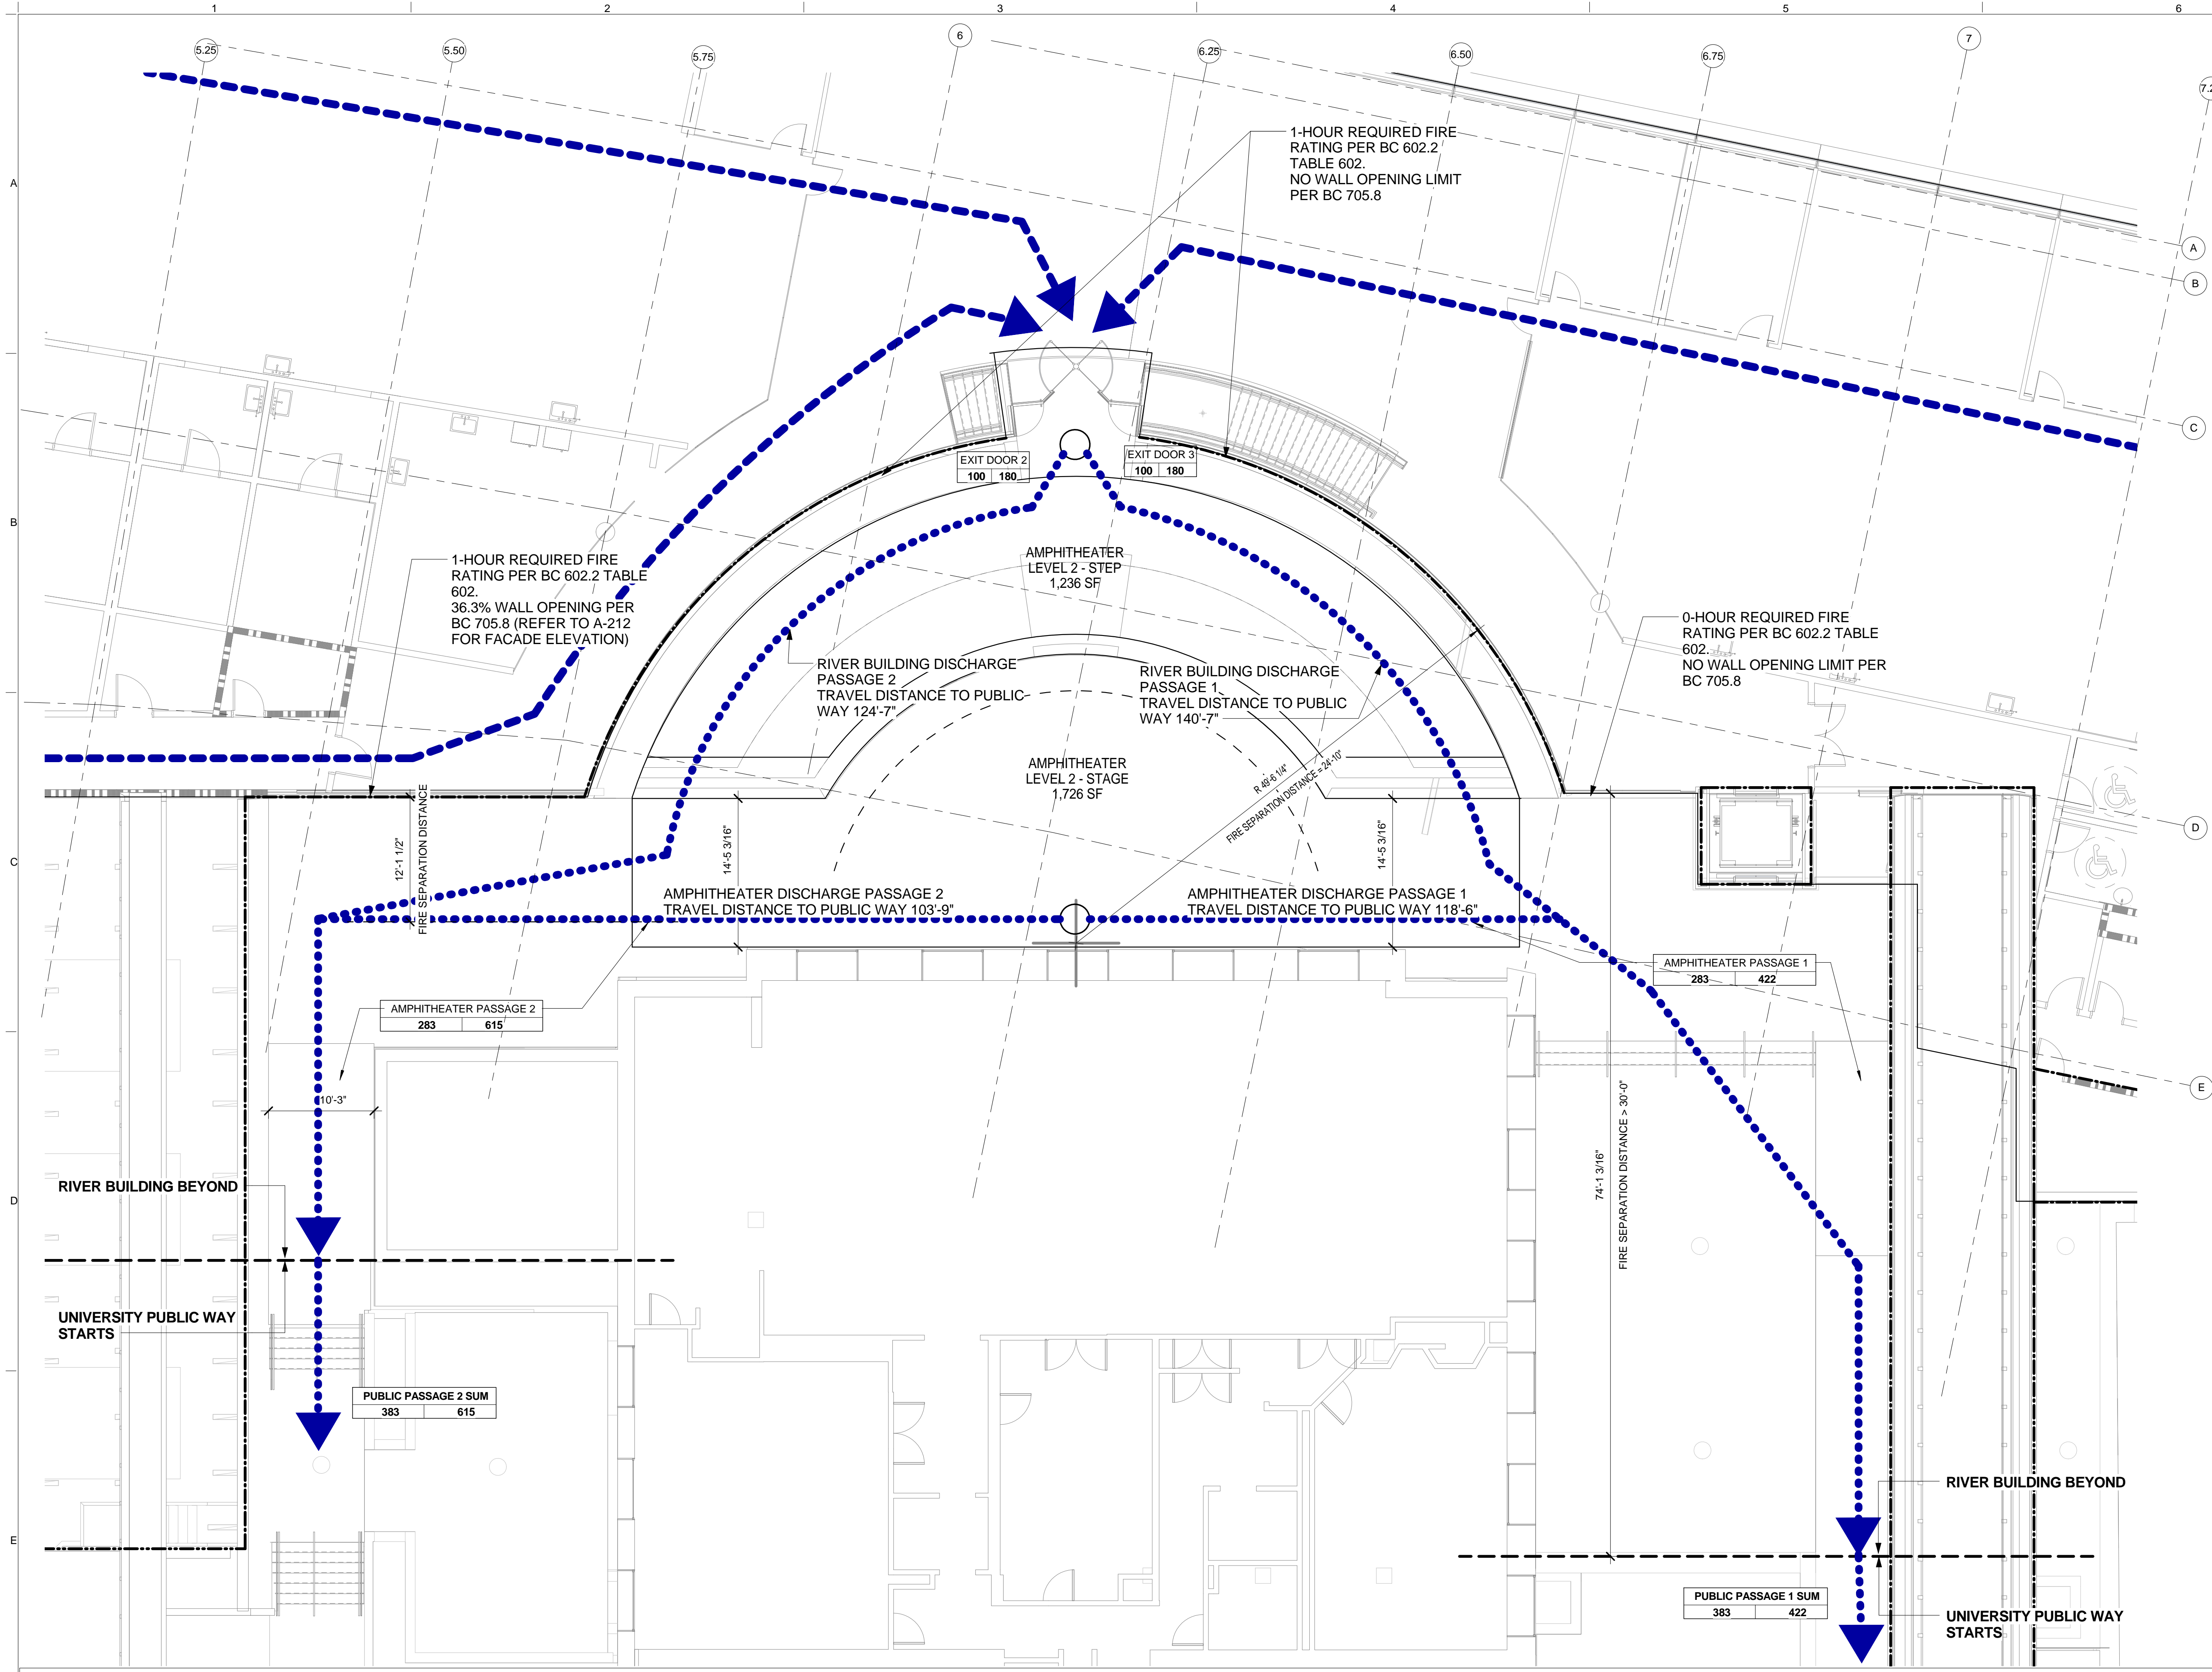 1
2
3
4
5
6
5.25
5.50
5.75
6
6.25
6.50
6.75
7
A
B
C
D
E
A
B
C
D
E
1-HOUR REQUIRED FIRE
RATING PER BC 602.2
TABLE 602.
NO WALL OPENING LIMIT
PER BC 705.8
EXIT DOOR 2
100 180
EXIT DOOR 3
100 180
1-HOUR REQUIRED FIRE
RATING PER BC 602.2 TABLE
602.
36.3% WALL OPENING PER
BC 705.8 (REFER TO A-212
FOR FACADE ELEVATION)
AMPHITHEATER
LEVEL 2 - STEP
1,236 SF
0-HOUR REQUIRED FIRE
RATING PER BC 602.2 TABLE
602.
NO WALL OPENING LIMIT PER
BC 705.8
RIVER BUILDING DISCHARGE
PASSAGE 2
TRAVEL DISTANCE TO PUBLIC
WAY 124'-7"
RIVER BUILDING DISCHARGE
PASSAGE 1
TRAVEL DISTANCE TO PUBLIC
WAY 140'-7"
AMPHITHEATER
LEVEL 2 - STAGE
1,726 SF
R 49'-6 1/4"
FIRE SEPARATION DISTANCE = 24'-10"
12'-1 1/2"
FIRE SEPARATION DISTANCE
14'-5 3/16"
14'-5 3/16"
AMPHITHEATER DISCHARGE PASSAGE 2
TRAVEL DISTANCE TO PUBLIC WAY 103'-9"
AMPHITHEATER DISCHARGE PASSAGE 1
TRAVEL DISTANCE TO PUBLIC WAY 118'-6"
AMPHITHEATER PASSAGE 2
283 615
AMPHITHEATER PASSAGE 1
283 422
10'-3"
74'-1 3/16"
FIRE SEPARATION DISTANCE > 30'-0"
RIVER BUILDING BEYOND
UNIVERSITY PUBLIC WAY
STARTS
PUBLIC PASSAGE 2 SUM
383 615
RIVER BUILDING BEYOND
PUBLIC PASSAGE 1 SUM
383 422
UNIVERSITY PUBLIC WAY
STARTS